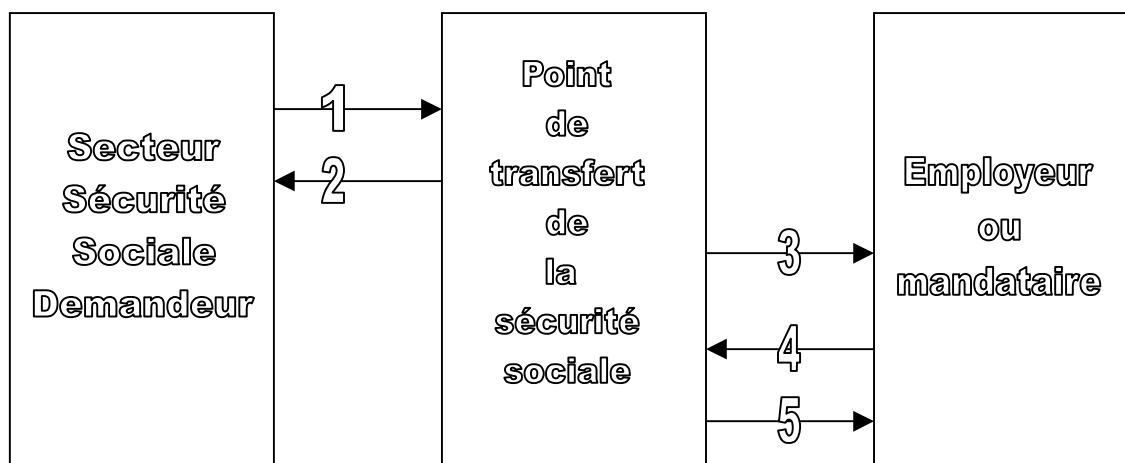 Secteur
Sécurité
Sociale
Demandeur
1
2
Point
de
transfert
de
la
sécurité
sociale
3
4
5
Employeur
ou
mandataire